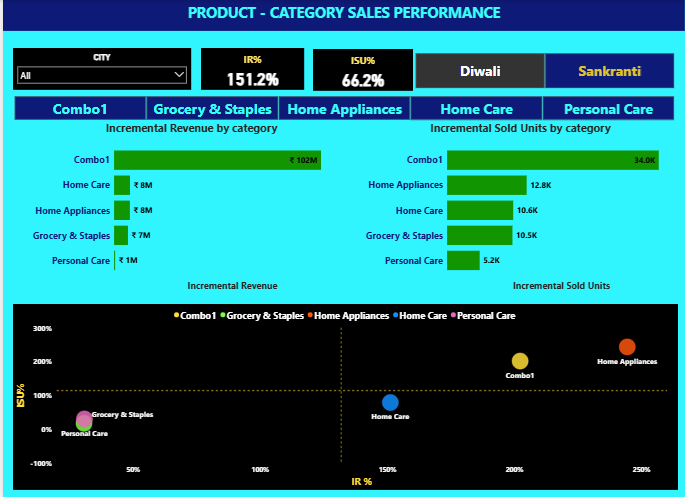 PRODUCT - CATEGORY SALES PERFORMANCE
CITY
All
IR%
151.2%
ISU%
66.2%
Diwali
Sankranti
Combo1
Grocery & Staples
Home Appliances
Home Care
Personal Care
Incremental Revenue by category
Combo1 ₹ 102M
Home Care ₹ 8M
Home Appliances ₹ 8M
Grocery & Staples ₹ 7M
Personal Care ₹ 1M
Incremental Revenue
Incremental Sold Units by category
Combo1 34.0K
Home Appliances 12.8K
Home Care 10.6K
Grocery & Staples 10.5K
Personal Care 5.2K
Incremental Sold Units
Combo1 Grocery & Staples Home Appliances Home Care Personal Care
ISU%
300%
200%
100%
0%
-100%
Home Appliances
Combo1
Home Care
Grocery & Staples
Personal Care
50% 100% 150% 200% 250%
IR %